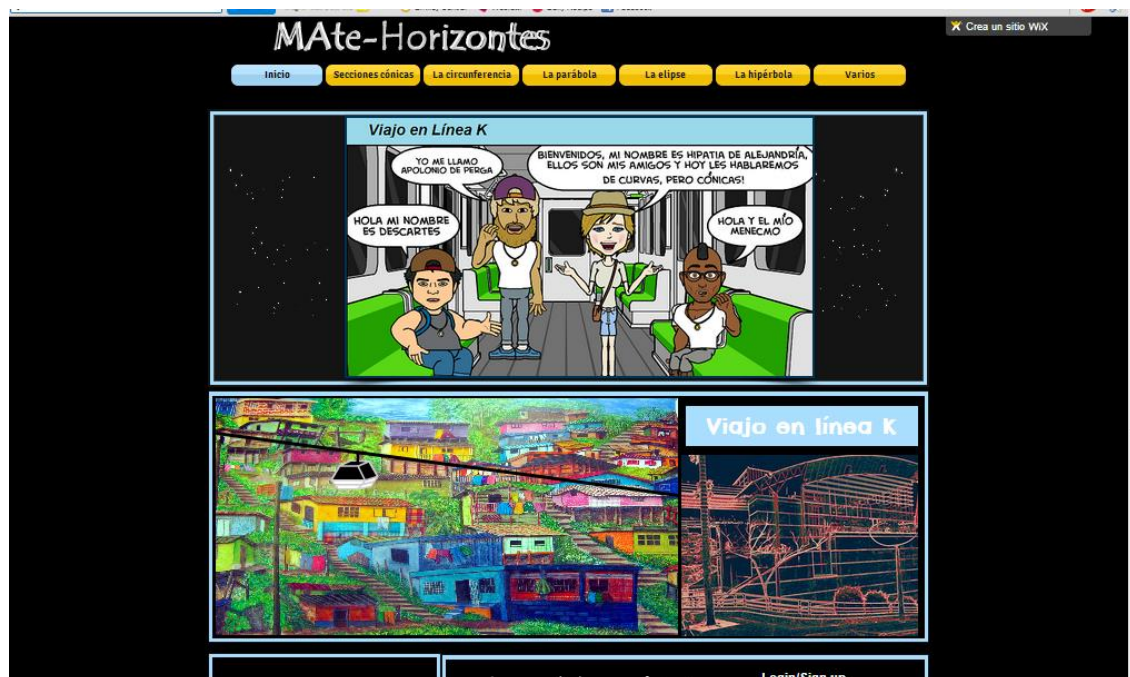 MAte-Horizontes
Crea un sitio WiX
Inicio
Secciones cónicas
La circunferencia
La parábola
La elipse
La hipérbola
Varios
Viajo en Línea K
YO ME LLAMO
APOLONIO DE PERGA
BIENVENIDOS, MI NOMBRE ES HIPATIA DE ALEJANDRÍA,
ELLOS SON MIS AMIGOS Y HOY LES HABLAREMOS
DE CURVAS, PERO CÓNICAS!
HOLA MI NOMBRE
ES DESCARTES
HOLA Y EL MÍO
MENECMO
Viajo en línea K
Login/Sign up